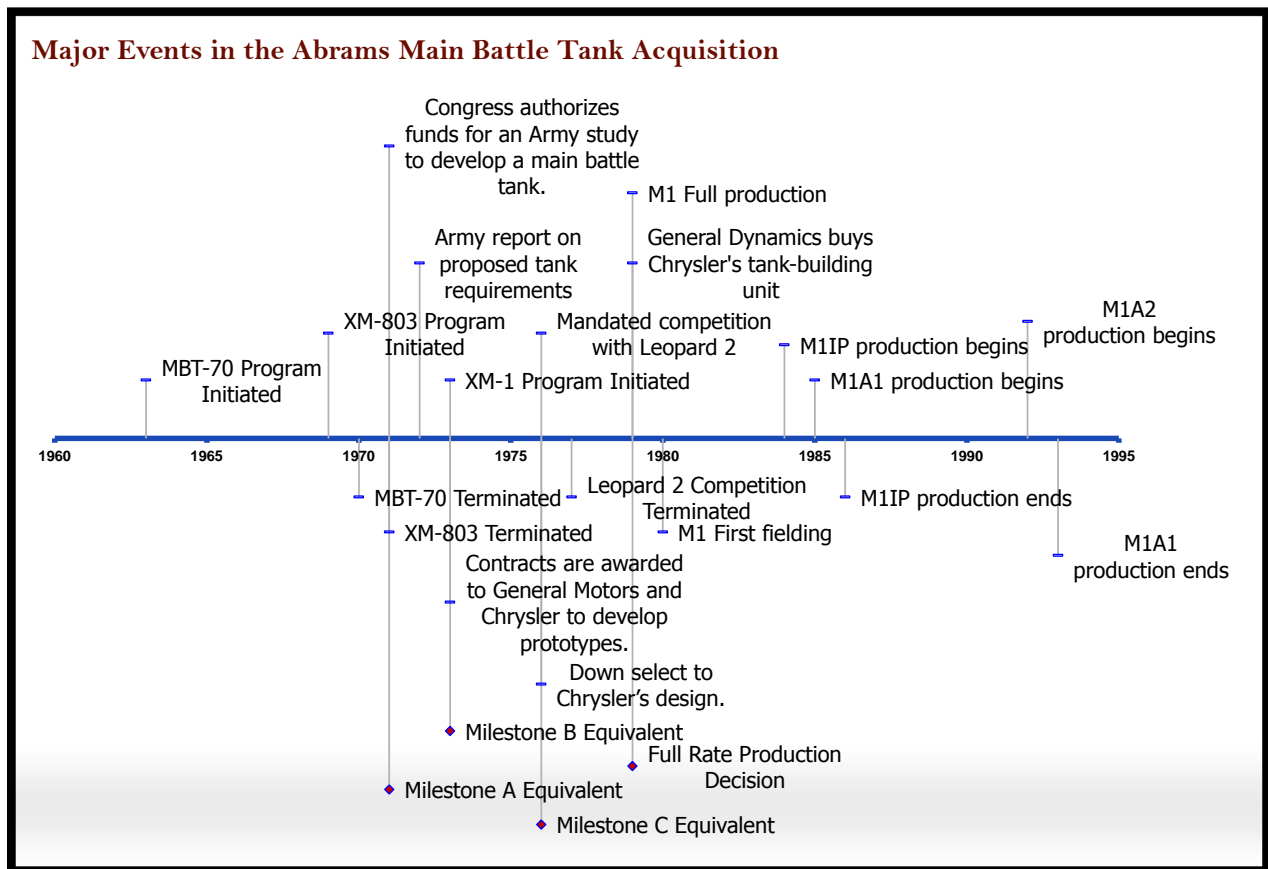 Major Events in the Abrams Main Battle Tank Acquisition
Congress authorizes
funds for an Army study
to develop a main battle
tank.
M1 Full production
Army report on
proposed tank
requirements
General Dynamics buys
Chrysler's tank-building
unit
XM-803 Program
Initiated
Mandated competition
with Leopard 2
M1IP production begins
M1A2
production begins
MBT-70 Program
Initiated
XM-1 Program Initiated
M1A1 production begins
1960
1965
1970
1975
1980
1985
1990
1995
MBT-70 Terminated
Leopard 2 Competition
Terminated
M1IP production ends
XM-803 Terminated
M1 First fielding
M1A1
production ends
Contracts are awarded
to General Motors and
Chrysler to develop
prototypes.
Down select to
Chrysler’s design.
Milestone B Equivalent
Full Rate Production
Decision
Milestone A Equivalent
Milestone C Equivalent